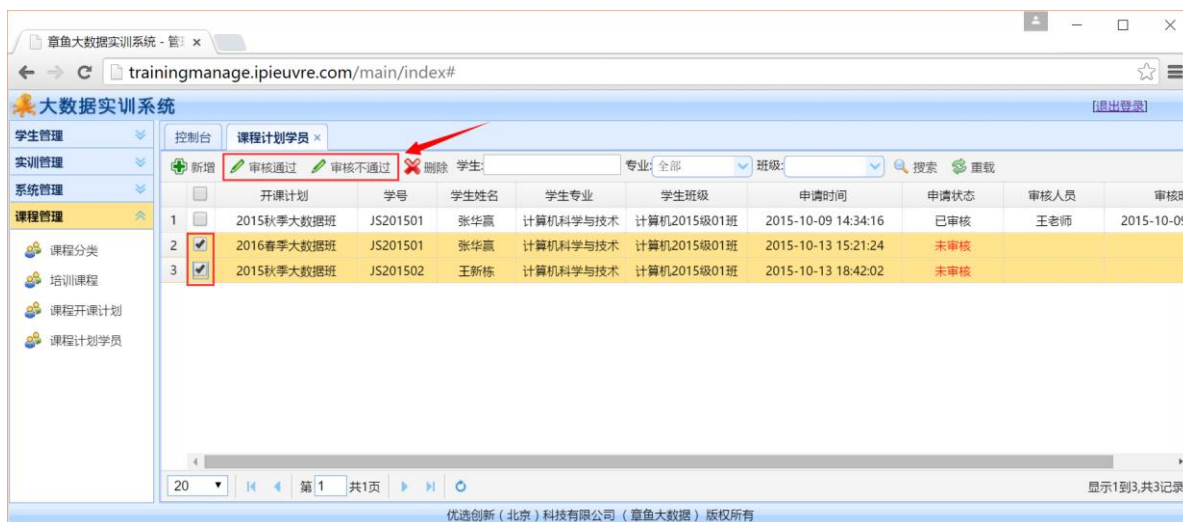 章鱼大数据实训系统 - 管 ×
trainingmanage.ipieuvre.com/main/index#
大数据实训系统 [退出登录]
学生管理
实训管理
系统管理
课程管理
课程分类
培训课程
课程开课计划
课程计划学员
控制台 课程计划学员 ×
新增 审核通过 审核不通过 删除 学生: 专业: 全部 班级: 搜索 重载
开课计划 学号 学生姓名 学生专业 学生班级 申请时间 申请状态 审核人员 审核
1 2015秋季大数据班 JS201501 张华赢 计算机科学与技术 计算机2015级01班 2015-10-09 14:34:16 已审核 王老师 2015-10-09
2 2016春季大数据班 JS201501 张华赢 计算机科学与技术 计算机2015级01班 2015-10-13 15:21:24 未审核
3 2015秋季大数据班 JS201502 王新栋 计算机科学与技术 计算机2015级01班 2015-10-13 18:42:02 未审核
20 第 1 共1页 显示1到3,共3记录
优选创新(北京)科技有限公司(章鱼大数据)版权所有